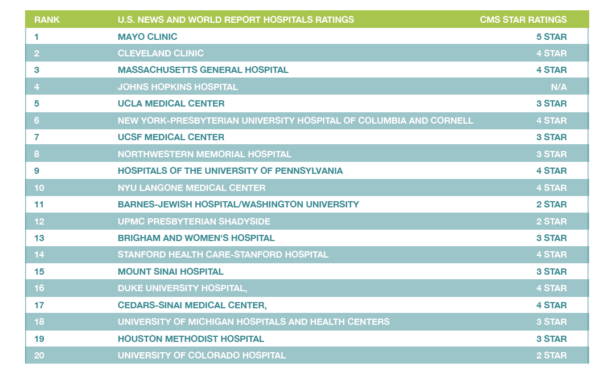 RANK U.S. NEWS AND WORLD REPORT HOSPITALS RATINGS CMS STAR RATINGS
1 MAYO CLINIC 5 STAR
2 CLEVELAND CLINIC 4 STAR
3 MASSACHUSETTS GENERAL HOSPITAL 4 STAR
4 JOHNS HOPKINS HOSPITAL N/A
5 UCLA MEDICAL CENTER 3 STAR
6 NEW YORK-PRESBYTERIAN UNIVERSITY HOSPITAL OF COLUMBIA AND CORNELL 4 STAR
7 UCSF MEDICAL CENTER 3 STAR
8 NORTHWESTERN MEMORIAL HOSPITAL 3 STAR
9 HOSPITALS OF THE UNIVERSITY OF PENNSYLVANIA 4 STAR
10 NYU LANGONE MEDICAL CENTER 4 STAR
11 BARNES-JEWISH HOSPITAL/WASHINGTON UNIVERSITY 2 STAR
12 UPMC PRESBYTERIAN SHADYSIDE 2 STAR
13 BRIGHAM AND WOMEN'S HOSPITAL 3 STAR
14 STANFORD HEALTH CARE-STANFORD HOSPITAL 4 STAR
15 MOUNT SINAI HOSPITAL 3 STAR
16 DUKE UNIVERSITY HOSPITAL, 4 STAR
17 CEDARS-SINAI MEDICAL CENTER, 4 STAR
18 UNIVERSITY OF MICHIGAN HOSPITALS AND HEALTH CENTERS 3 STAR
19 HOUSTON METHODIST HOSPITAL 3 STAR
20 UNIVERSITY OF COLORADO HOSPITAL 2 STAR